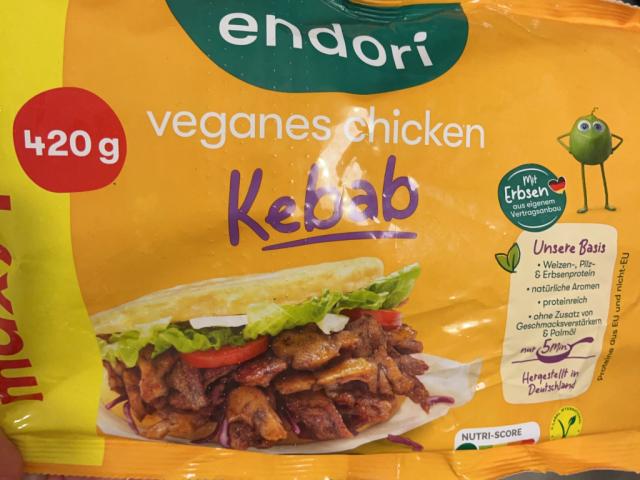 endori
420 g
veganes chicken
Kebab
Mit
Erbsen
aus eigenem
Vertragsanbau
Unsere Basis
• Weizen-, Pilz-
& Erbsenprotein
• natürliche Aromen
• proteinreich
• ohne Zusatz von
Geschmacksverstärkern
& Palmöl
nur 5 Min
Hergestellt in
Deutschland
Proteine aus EU und nicht-EU
NUTRI-SCORE